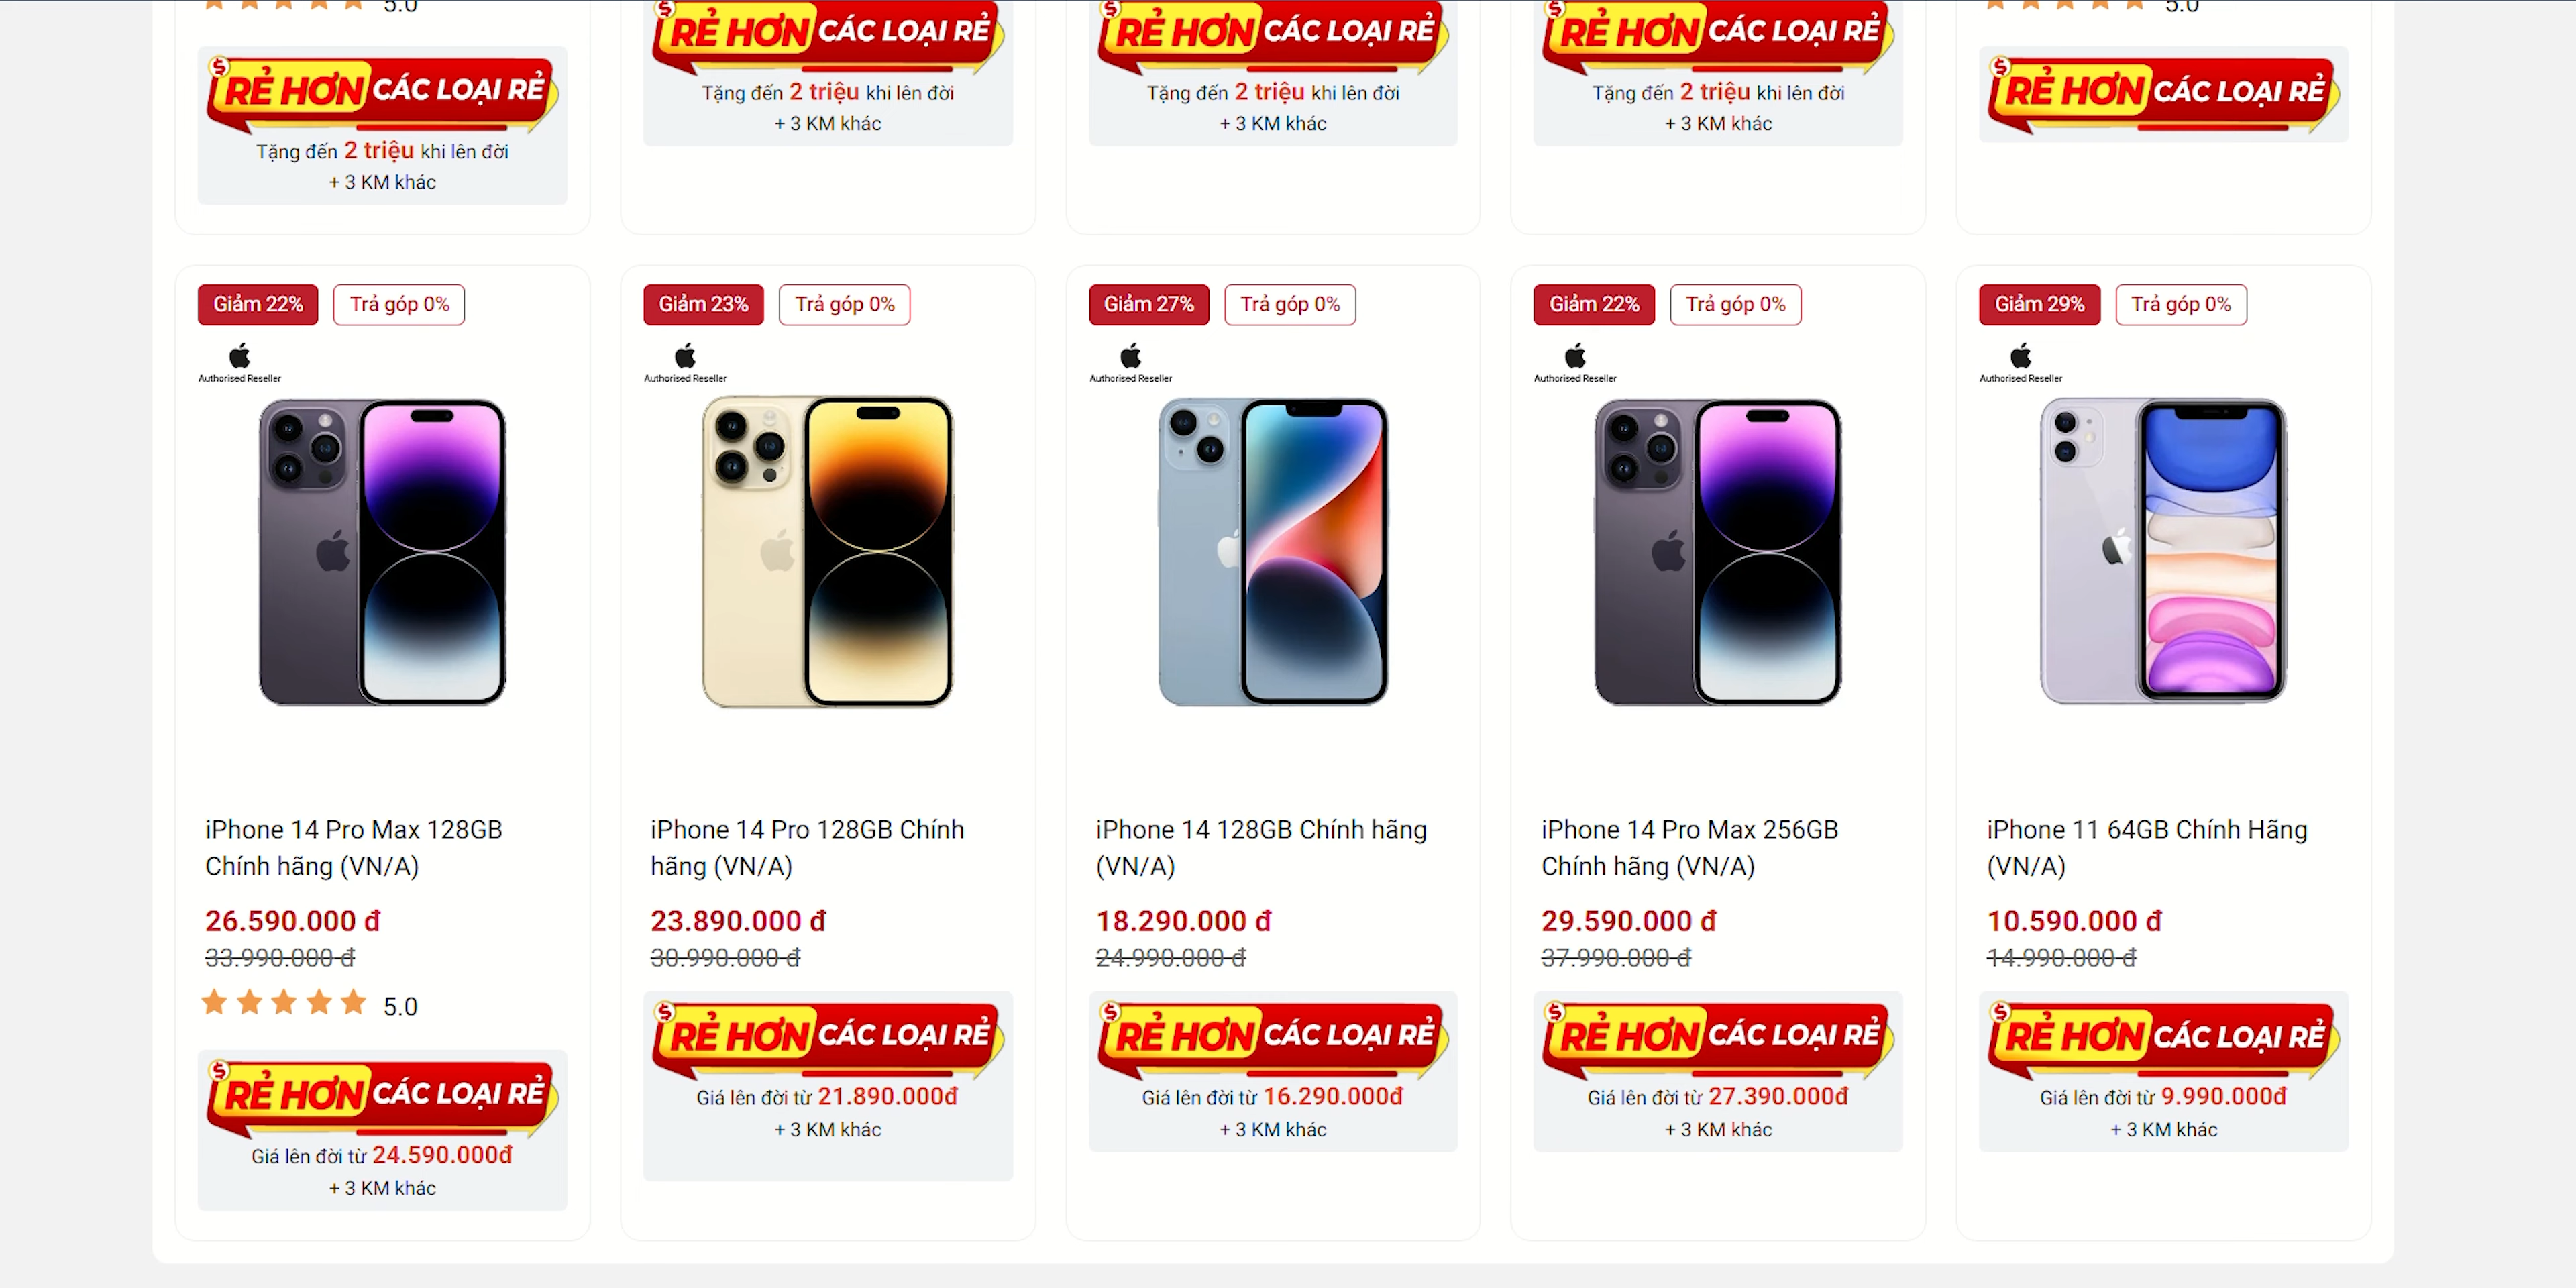 5.0
5.0
RẺ HƠN CÁC LOẠI RẺ
Tặng đến 2 triệu khi lên đời
+ 3 KM khác
RẺ HƠN CÁC LOẠI RẺ
Tặng đến 2 triệu khi lên đời
+ 3 KM khác
RẺ HƠN CÁC LOẠI RẺ
Tặng đến 2 triệu khi lên đời
+ 3 KM khác
RẺ HƠN CÁC LOẠI RẺ
Tặng đến 2 triệu khi lên đời
+ 3 KM khác
RẺ HƠN CÁC LOẠI RẺ
Giảm 22% Trả góp 0%
Authorised Reseller
iPhone 14 Pro Max 128GB
Chính hãng (VN/A)
26.590.000 đ
33.990.000 đ
5.0
RẺ HƠN CÁC LOẠI RẺ
Giá lên đời từ 24.590.000đ
+ 3 KM khác
Giảm 23% Trả góp 0%
Authorised Reseller
iPhone 14 Pro 128GB Chính
hãng (VN/A)
23.890.000 đ
30.990.000 đ
RẺ HƠN CÁC LOẠI RẺ
Giá lên đời từ 21.890.000đ
+ 3 KM khác
Giảm 27% Trả góp 0%
Authorised Reseller
iPhone 14 128GB Chính hãng
(VN/A)
18.290.000 đ
24.990.000 đ
RẺ HƠN CÁC LOẠI RẺ
Giá lên đời từ 16.290.000đ
+ 3 KM khác
Giảm 22% Trả góp 0%
Authorised Reseller
iPhone 14 Pro Max 256GB
Chính hãng (VN/A)
29.590.000 đ
37.990.000 đ
RẺ HƠN CÁC LOẠI RẺ
Giá lên đời từ 27.390.000đ
+ 3 KM khác
Giảm 29% Trả góp 0%
Authorised Reseller
iPhone 11 64GB Chính Hãng
(VN/A)
10.590.000 đ
14.990.000 đ
RẺ HƠN CÁC LOẠI RẺ
Giá lên đời từ 9.990.000đ
+ 3 KM khác